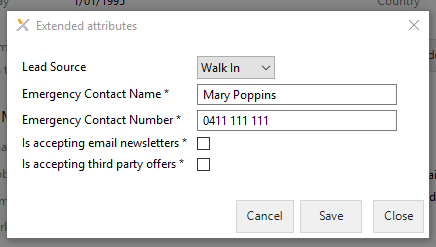 1/01/1995
Country
Extended attributes
Lead Source Walk In
Emergency Contact Name * Mary Poppins
Emergency Contact Number * 0411 111 111
Is accepting email newsletters *
Is accepting third party offers *
Cancel Save Close